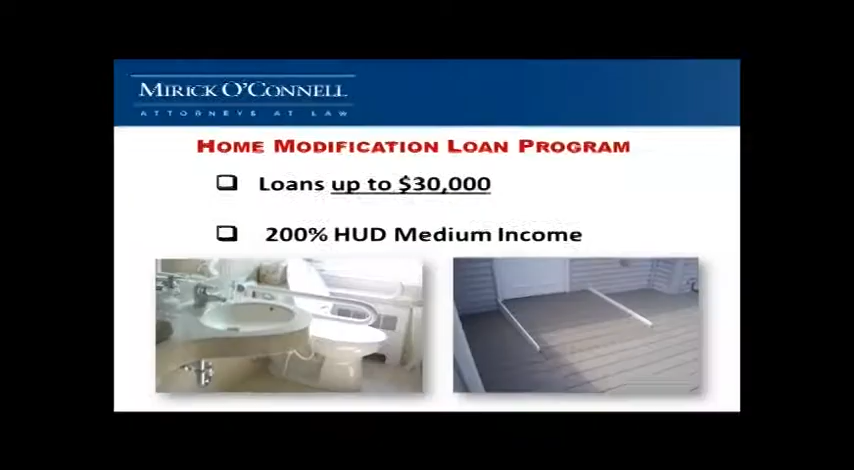 MIRICK O'CONNELL
ATTORNEYS AT LAW
HOME MODIFICATION LOAN PROGRAM
Loans up to $30,000
200% HUD Medium Income